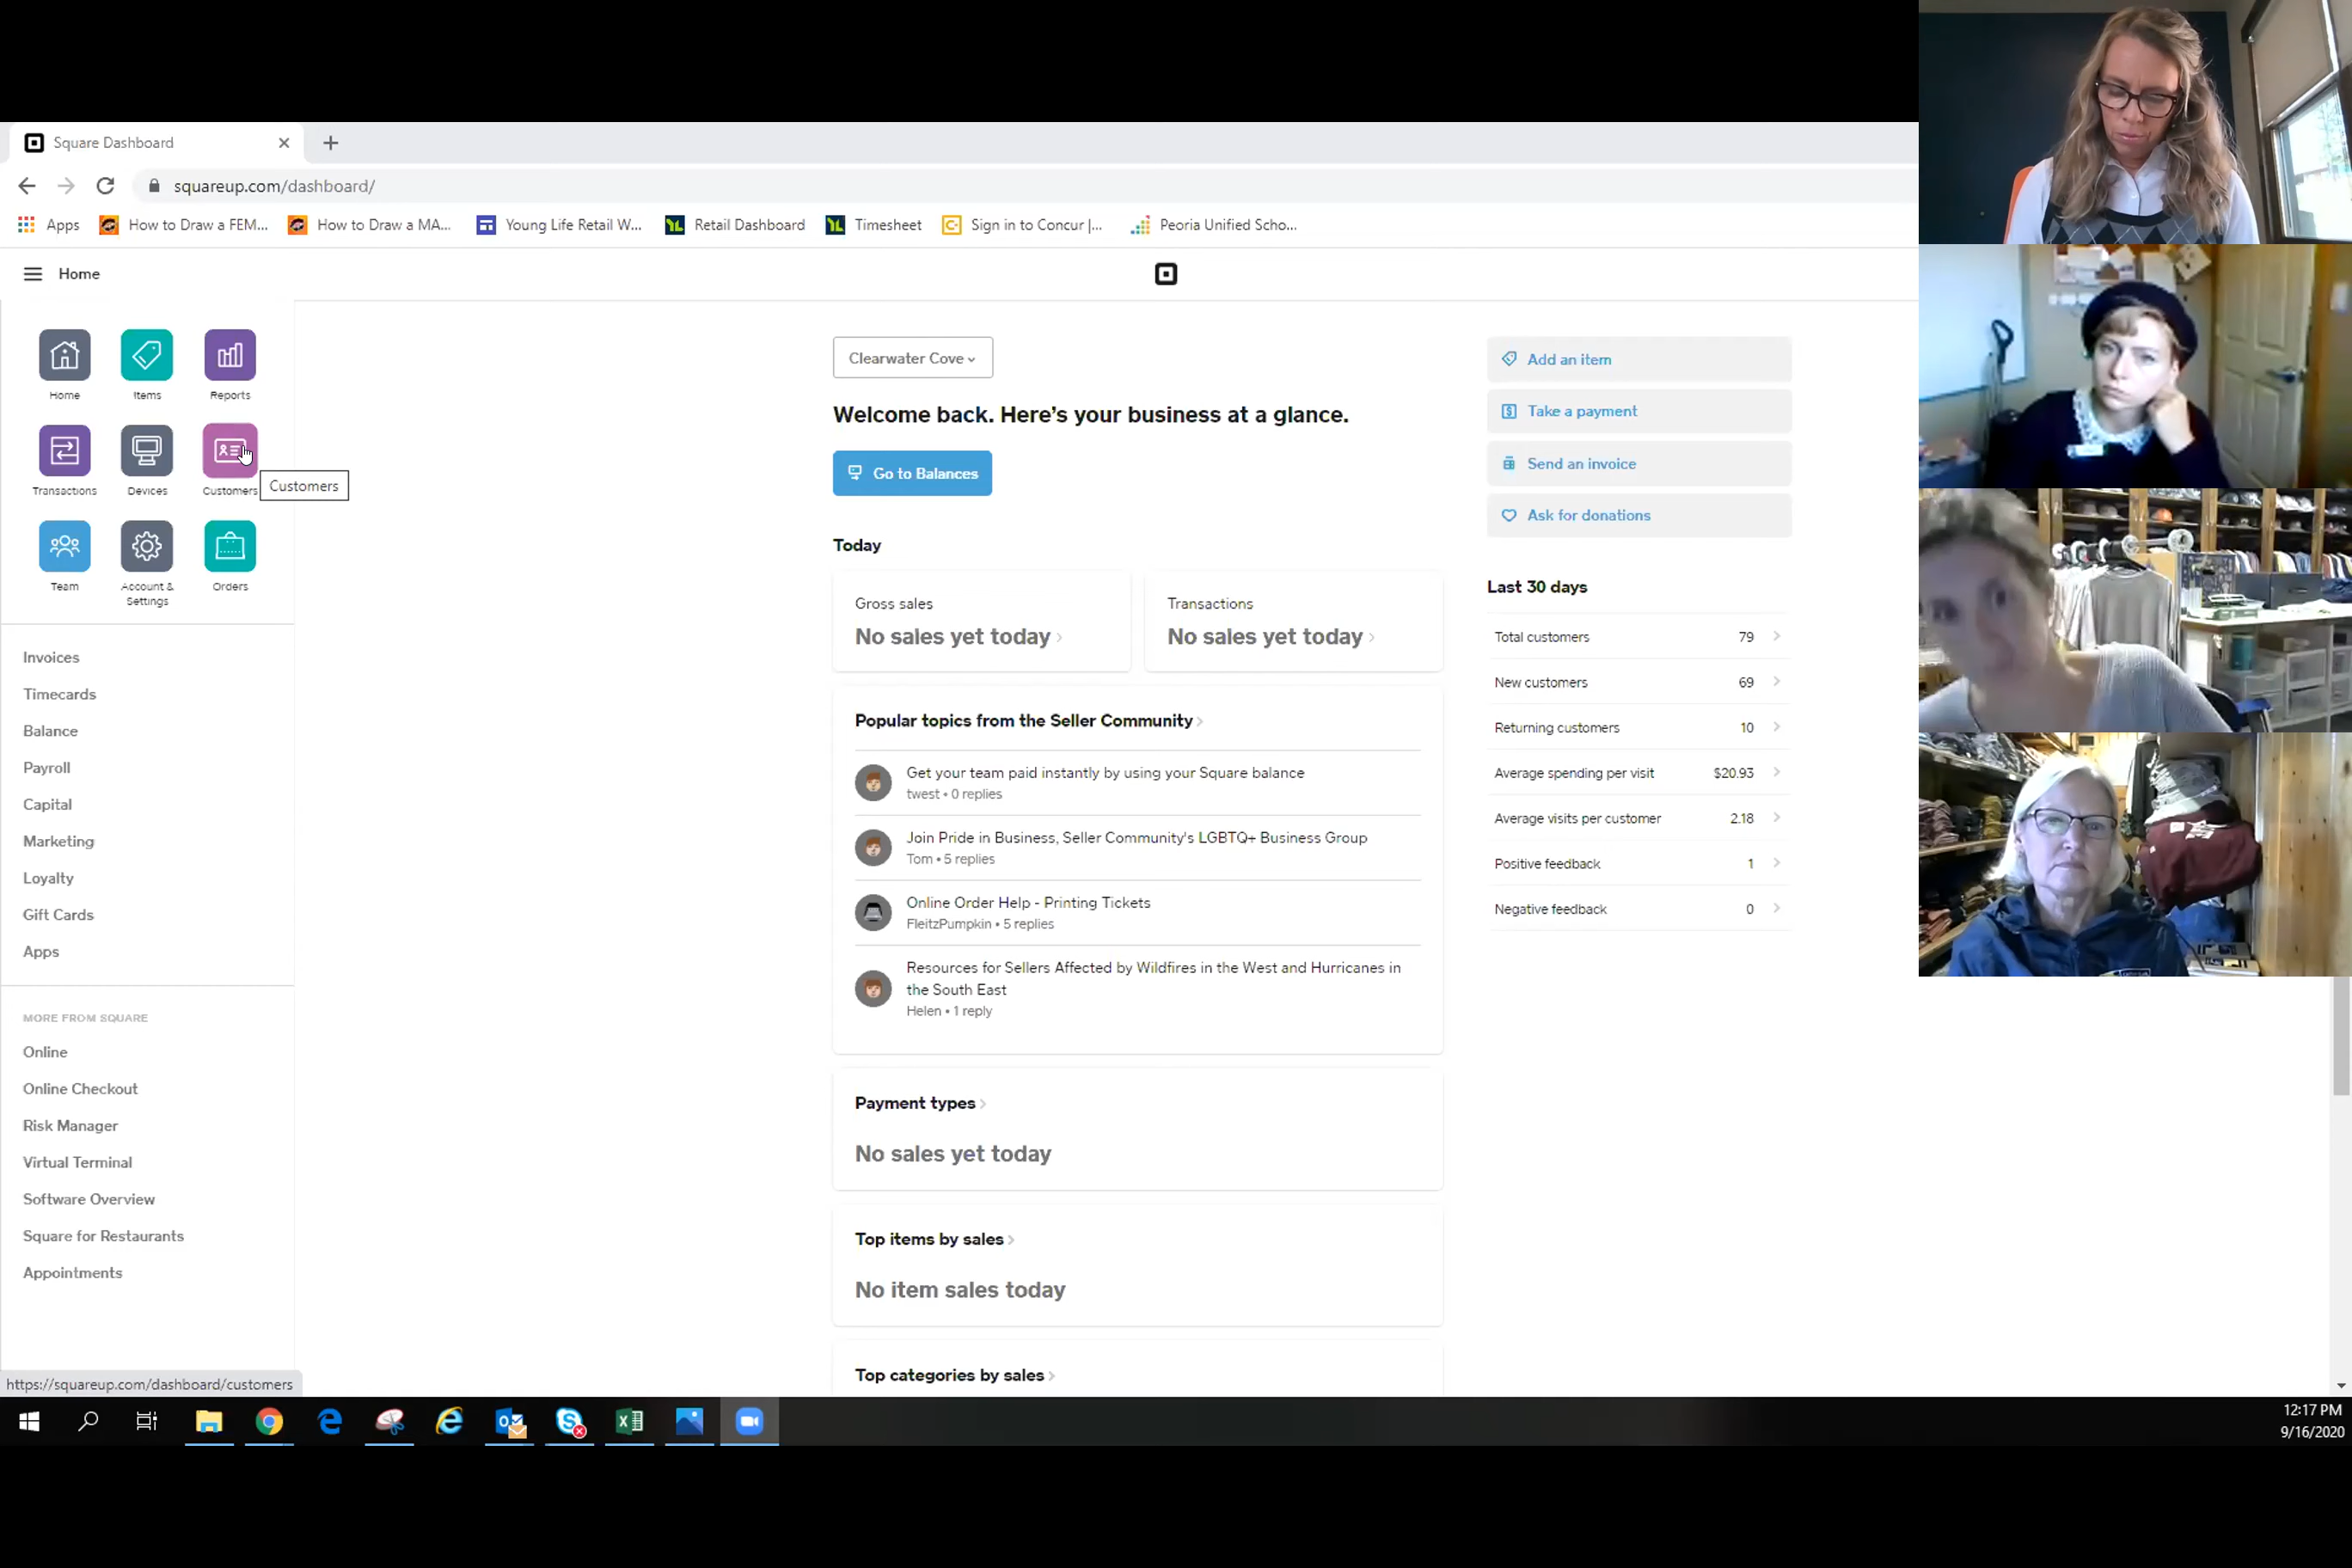 Square Dashboard
squareup.com/dashboard/
Apps How to Draw a FEM... How to Draw a MA... Young Life Retail W... Retail Dashboard Timesheet Sign in to Concur |... Peoria Unified Scho...
Home
Home Items Reports
Transactions Devices Customers
Customers
Team Account & Settings Orders
Invoices
Timecards
Balance
Payroll
Capital
Marketing
Loyalty
Gift Cards
Apps
MORE FROM SQUARE
Online
Online Checkout
Risk Manager
Virtual Terminal
Software Overview
Square for Restaurants
Appointments
https://squareup.com/dashboard/customers
Clearwater Cove
Welcome back. Here’s your business at a glance.
Go to Balances
Today
Gross sales
No sales yet today
Transactions
No sales yet today
Popular topics from the Seller Community
Get your team paid instantly by using your Square balance
twest • 0 replies
Join Pride in Business, Seller Community's LGBTQ+ Business Group
Tom • 5 replies
Online Order Help - Printing Tickets
FleitzPumpkin • 5 replies
Resources for Sellers Affected by Wildfires in the West and Hurricanes in
the South East
Helen • 1 reply
Payment types
No sales yet today
Top items by sales
No item sales today
Top categories by sales
Add an item
Take a payment
Send an invoice
Ask for donations
Last 30 days
Total customers 79
New customers 69
Returning customers 10
Average spending per visit $20.93
Average visits per customer 2.18
Positive feedback 1
Negative feedback 0
12:17 PM
9/16/2020